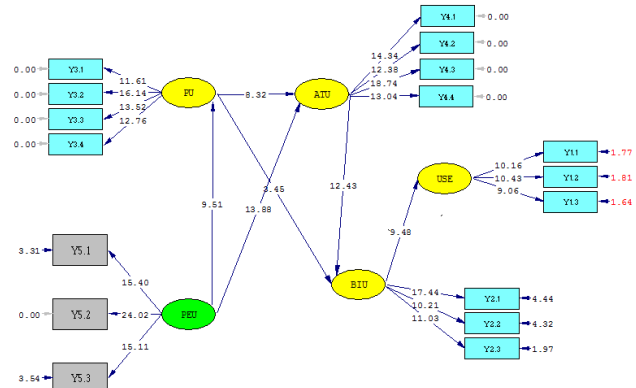 Y4.1 0.00
14.34
Y4.2 0.00
12.38
Y4.3 0.00
18.74
Y4.4 0.00
13.04
0.00 Y3.1 11.61
0.00 Y3.2 16.14
0.00 Y3.3 13.52
0.00 Y3.4 12.76
PU 8.32 ATU
3.45
12.43
9.51
13.88
USE
10.16 Y1.1 1.77
10.43 Y1.2 1.81
9.06 Y1.3 1.64
9.48
BIU
17.44 Y2.1 4.44
10.21 Y2.2 4.32
11.03 Y2.3 1.97
3.31 Y5.1
15.40
0.00 Y5.2 24.02 PEU
15.11
3.54 Y5.3